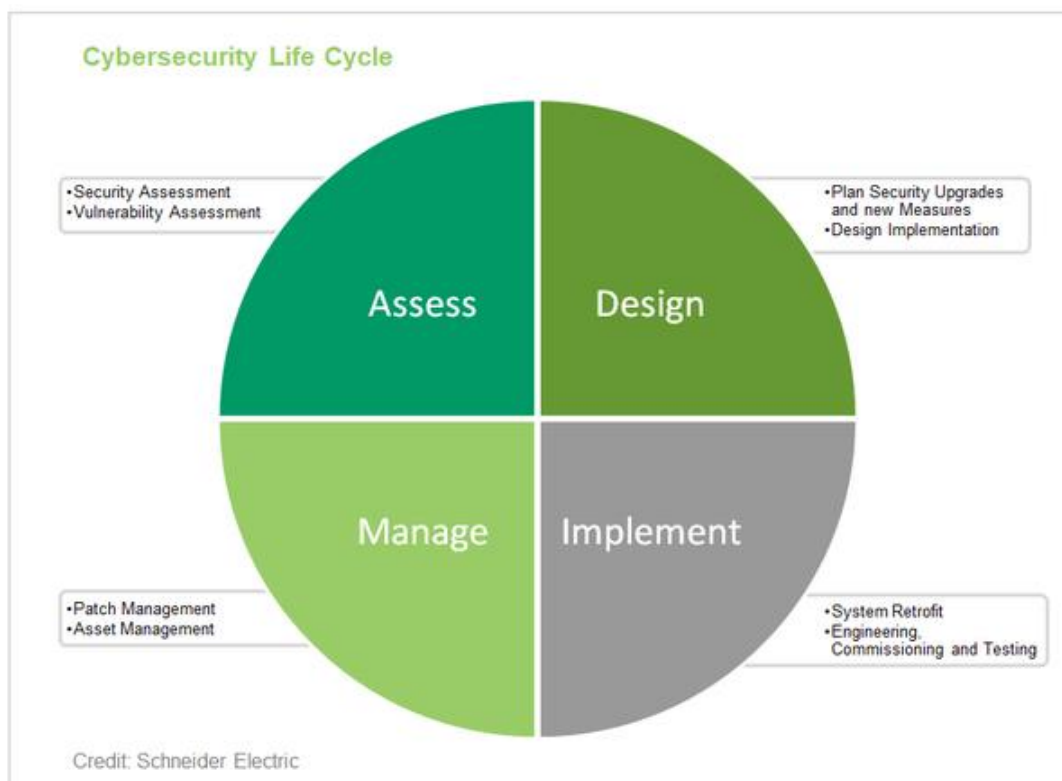 Cybersecurity Life Cycle
•Security Assessment
•Vulnerability Assessment
•Plan Security Upgrades
and new Measures
•Design Implementation
Assess
Design
Manage
Implement
•Patch Management
•Asset Management
•System Retrofit
•Engineering,
Commissioning and Testing
Credit: Schneider Electric